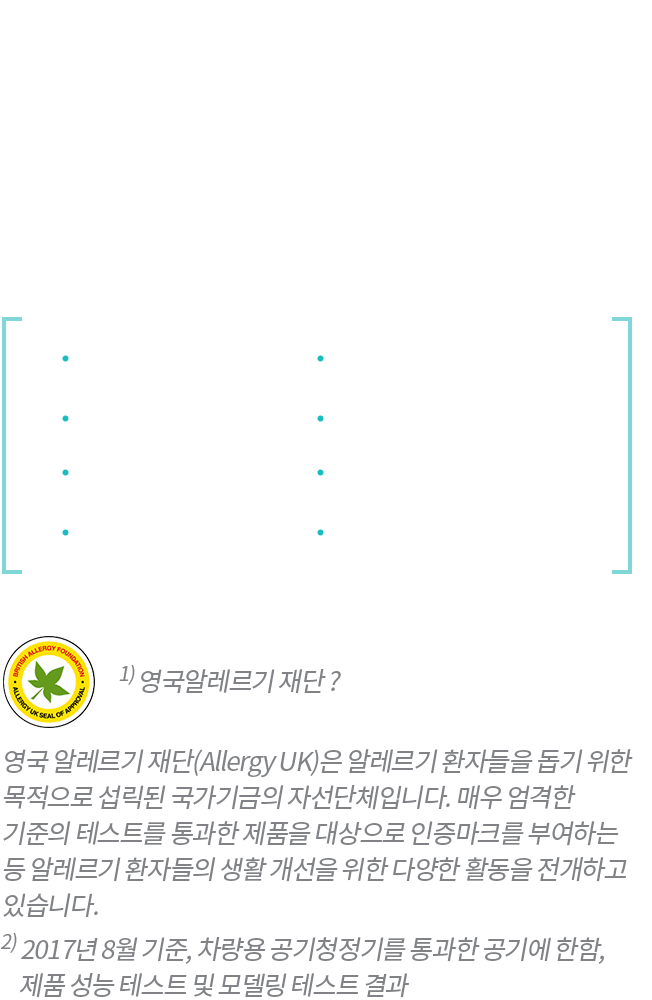 BRITISH ALLERGY FOUNDATION
ALLERGY UK SEAL OF APPROVAL
1) 영국알레르기 재단 ?
영국 알레르기 재단(Allergy UK)은 알레르기 환자들을 돕기 위한
목적으로 섭릭된 국가기금의 자선단체입니다. 매우 엄격한
기준의 테스트를 통과한 제품을 대상으로 인증마크를 부여하는
등 알레르기 환자들의 생활 개선을 위한 다양한 활동을 전개하고
있습니다.
2) 2017년 8월 기준, 차량용 공기청정기를 통과한 공기에 한함,
제품 성능 테스트 및 모델링 테스트 결과